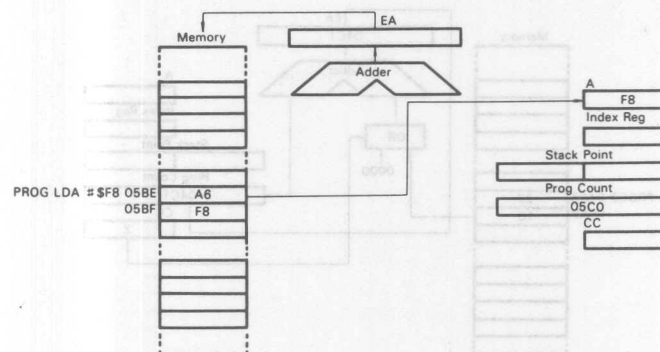 EA
Memory
Adder
A
F8
Index Reg
Stack Point
PROG LDA #$F8 05BE A6
Prog Count
05BF F8
05C0
CC